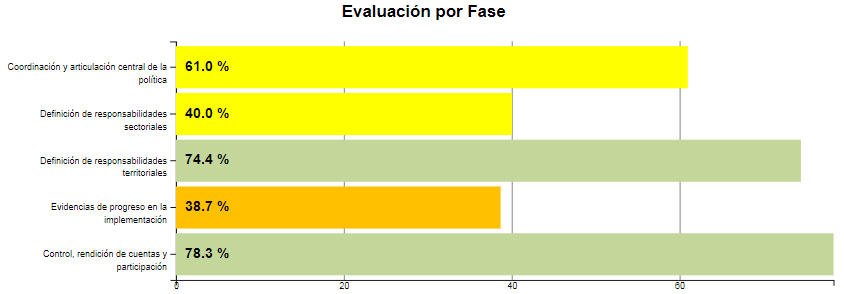 Evaluación por Fase
Coordinación y articulación central de la
política
61.0 %
Definición de responsabilidades
sectoriales
40.0 %
Definición de responsabilidades
territoriales
74.4 %
Evidencias de progreso en la
implementación
38.7 %
Control, rendición de cuentas y
participación
78.3 %
0 20 40 60